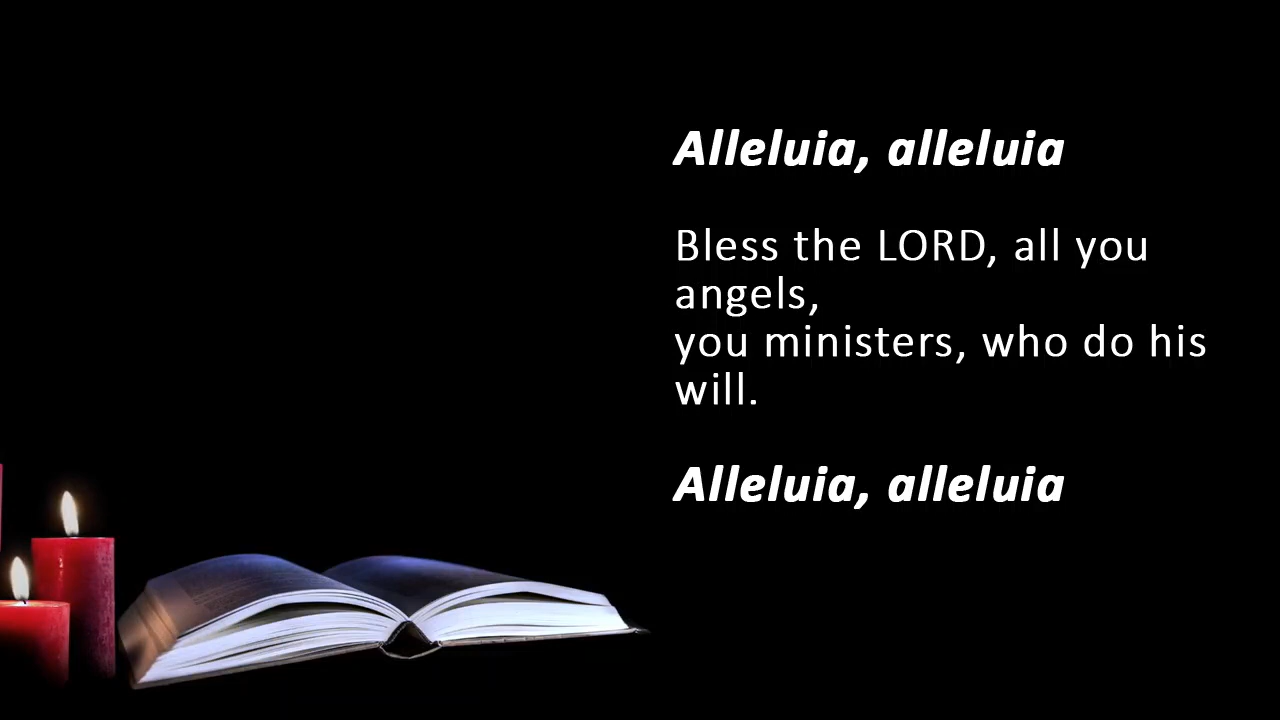 Alleluia, alleluia
Bless the LORD, all you
angels,
you ministers, who do his
will.
Alleluia, alleluia